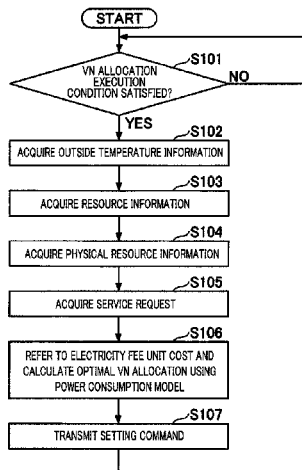 START
S101
VN ALLOCATION
EXECUTION
CONDITION SATISFIED?
NO
YES
S102
ACQUIRE OUTSIDE TEMPERATURE INFORMATION
S103
ACQUIRE RESOURCE INFORMATION
S104
ACQUIRE PHYSICAL RESOURCE INFORMATION
S105
ACQUIRE SERVICE REQUEST
S106
REFER TO ELECTRICITY FEE UNIT COST AND
CALCULATE OPTIMAL VN ALLOCATION USING
POWER CONSUMPTION MODEL
S107
TRANSMIT SETTING COMMAND